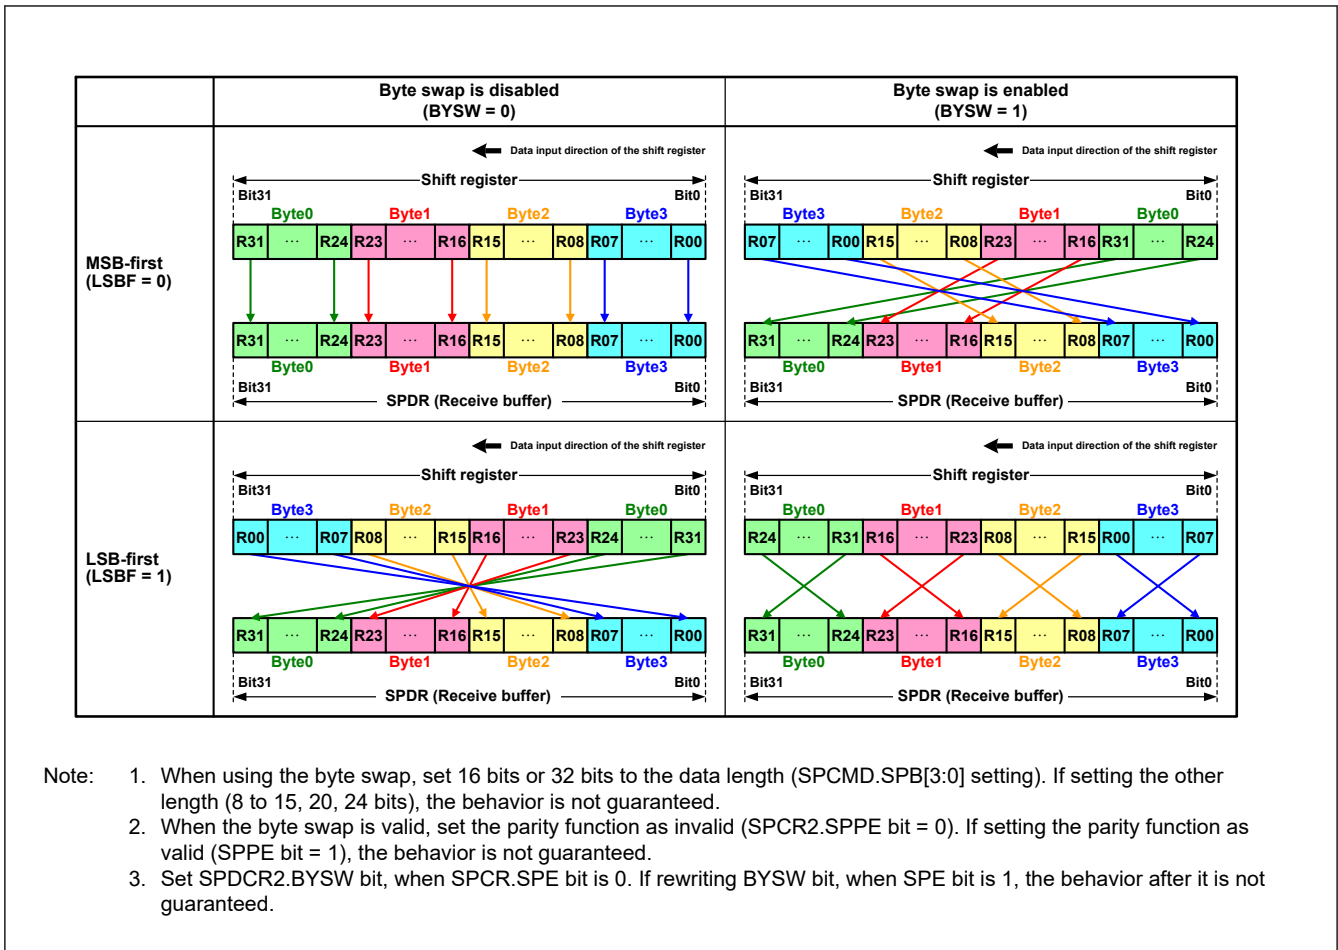 Byte swap is disabled
(BYSW = 0)
Byte swap is enabled
(BYSW = 1)
MSB-first
(LSBF = 0)
Data input direction of the shift register
Shift register
Bit31 Bit0
Byte0 Byte1 Byte2 Byte3
R31 ... R24 R23 ... R16 R15 ... R08 R07 ... R00
R31 ... R24 R23 ... R16 R15 ... R08 R07 ... R00
Byte0 Byte1 Byte2 Byte3
Bit31 Bit0
SPDR (Receive buffer)
Data input direction of the shift register
Shift register
Bit31 Bit0
Byte3 Byte2 Byte1 Byte0
R07 ... R00 R15 ... R08 R23 ... R16 R31 ... R24
R31 ... R24 R23 ... R16 R15 ... R08 R07 ... R00
Byte0 Byte1 Byte2 Byte3
Bit31 Bit0
SPDR (Receive buffer)
LSB-first
(LSBF = 1)
Data input direction of the shift register
Shift register
Bit31 Bit0
Byte3 Byte2 Byte1 Byte0
R00 ... R07 R08 ... R15 R16 ... R23 R24 ... R31
R31 ... R24 R23 ... R16 R15 ... R08 R07 ... R00
Byte0 Byte1 Byte2 Byte3
Bit31 Bit0
SPDR (Receive buffer)
Data input direction of the shift register
Shift register
Bit31 Bit0
Byte0 Byte1 Byte2 Byte3
R24 ... R31 R16 ... R23 R08 ... R15 R00 ... R07
R31 ... R24 R23 ... R16 R15 ... R08 R07 ... R00
Byte0 Byte1 Byte2 Byte3
Bit31 Bit0
SPDR (Receive buffer)
Note: 1. When using the byte swap, set 16 bits or 32 bits to the data length (SPCMD.SPB[3:0] setting). If setting the other
length (8 to 15, 20, 24 bits), the behavior is not guaranteed.
2. When the byte swap is valid, set the parity function as invalid (SPCR2.SPPE bit = 0). If setting the parity function as
valid (SPPE bit = 1), the behavior is not guaranteed.
3. Set SPDCR2.BYSW bit, when SPCR.SPE bit is 0. If rewriting BYSW bit, when SPE bit is 1, the behavior after it is not
guaranteed.